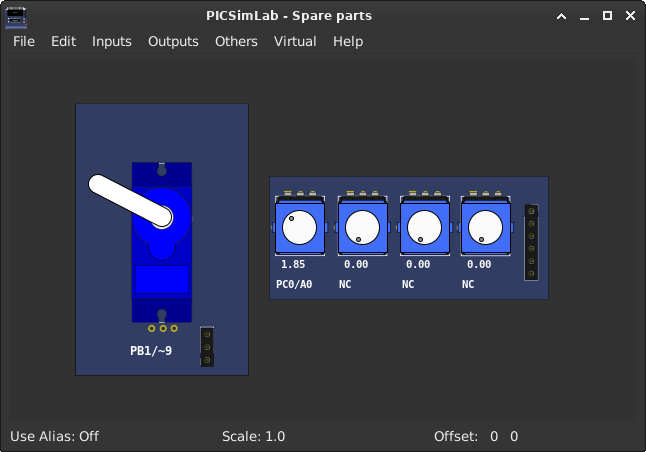 PICSimLab - Spare parts
File Edit Inputs Outputs Others Virtual Help
1.85 0.00 0.00 0.00
PC0/A0 NC NC NC
PB1/~9
Use Alias: Off Scale: 1.0 Offset: 0 0